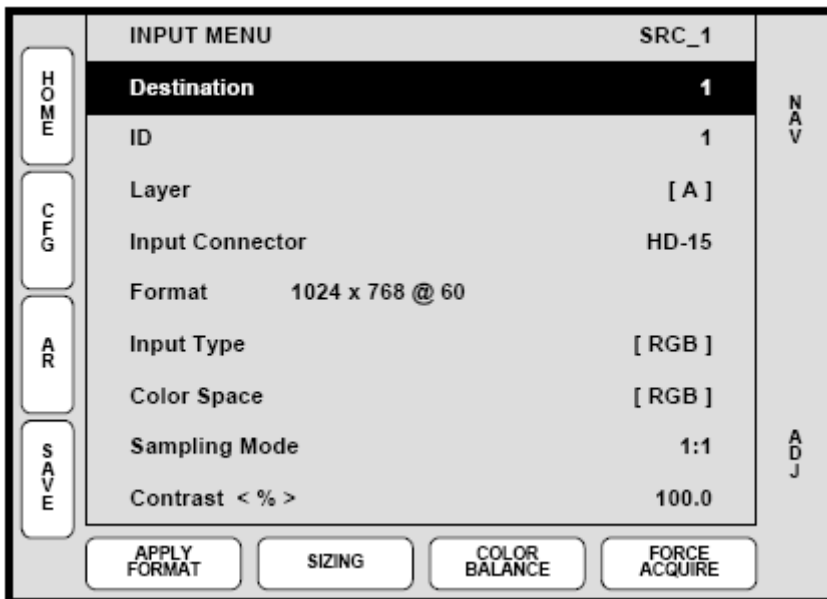 INPUT MENU SRC_1
HOME
Destination 1
NAV
ID 1
Layer [ A ]
CFG
Input Connector HD-15
Format 1024 x 768 @ 60
AR
Input Type [ RGB ]
Color Space [ RGB ]
SAVE
Sampling Mode 1:1
ADJ
Contrast < % > 100.0
APPLY FORMAT
SIZING
COLOR BALANCE
FORCE ACQUIRE